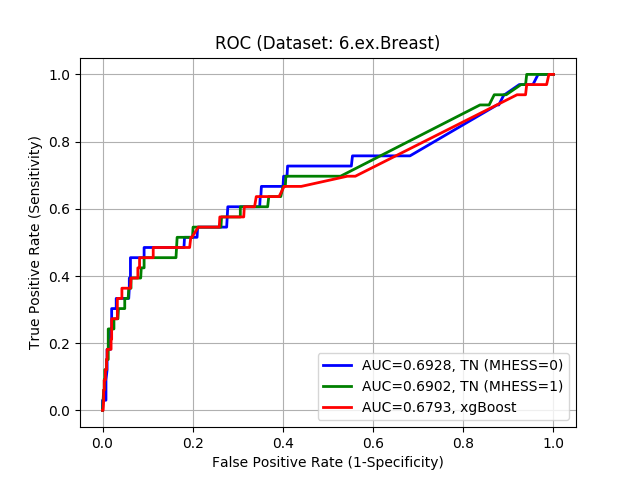 ROC (Dataset: 6.ex.Breast)
True Positive Rate (Sensitivity)
1.0
0.8
0.6
0.4
0.2
0.0
AUC=0.6928, TN (MHESS=0)
AUC=0.6902, TN (MHESS=1)
AUC=0.6793, xgBoost
0.0 0.2 0.4 0.6 0.8 1.0
False Positive Rate (1-Specificity)